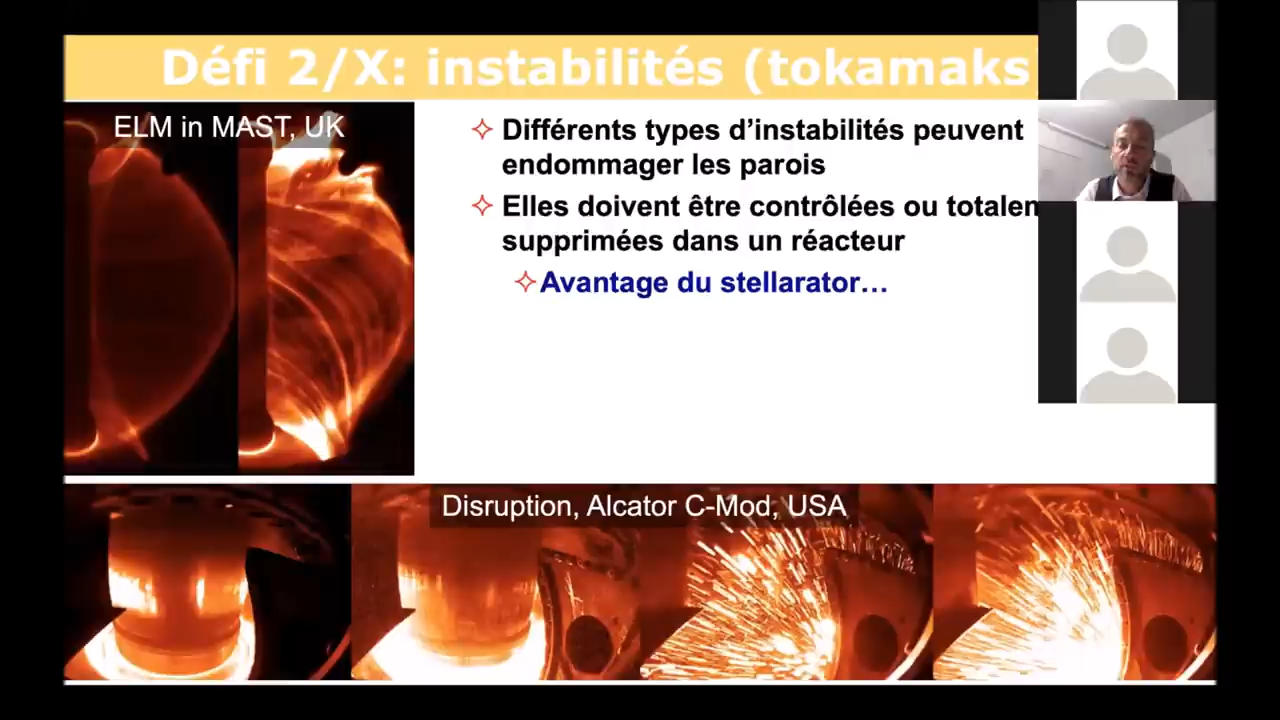 Défi 2/X: instabilités (tokamaks
ELM in MAST, UK
Différents types d’instabilités peuvent
endommager les parois
Elles doivent être contrôlées ou
supprimées dans un réacteur
Avantage du stellarator…
Disruption, Alcator C-Mod, USA